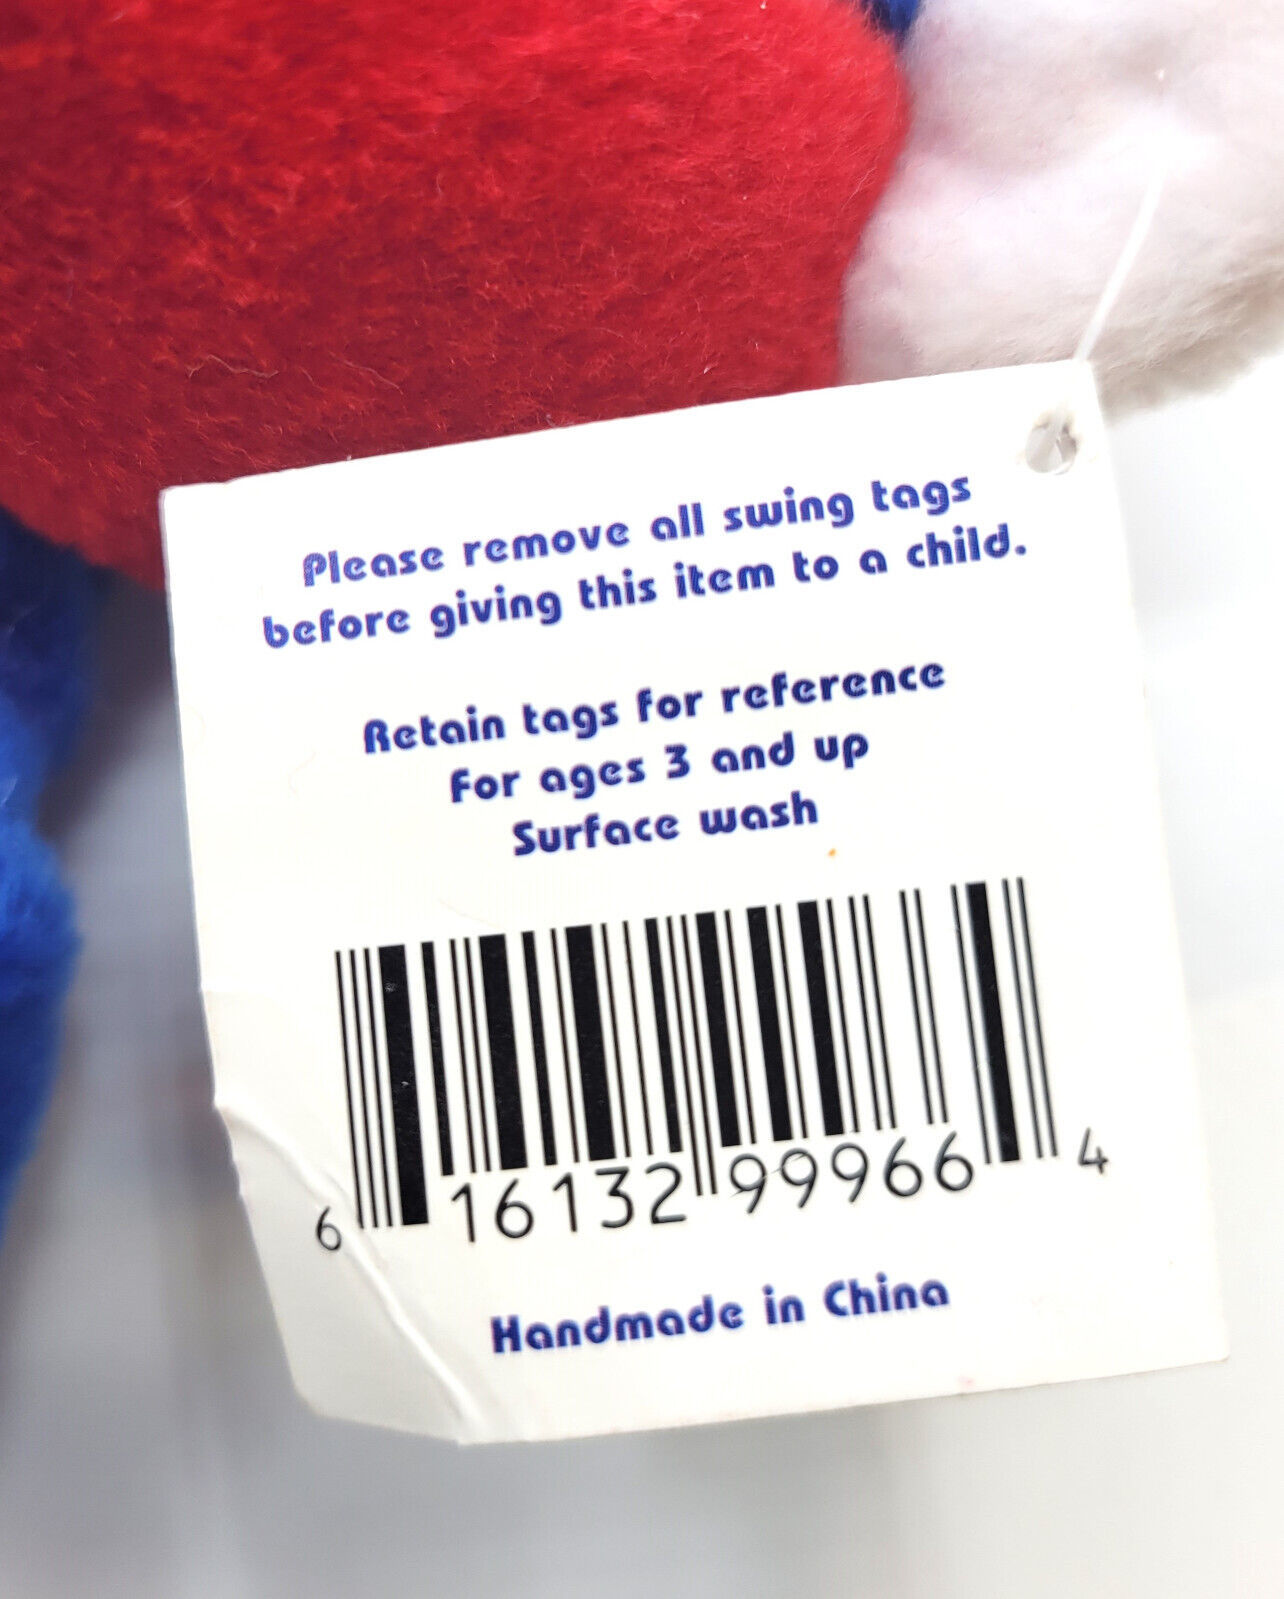 Please remove all swing tags
before giving this item to a child.
Retain tags for reference
For ages 3 and up
Surface wash
6 16132 99966 4
Handmade in China